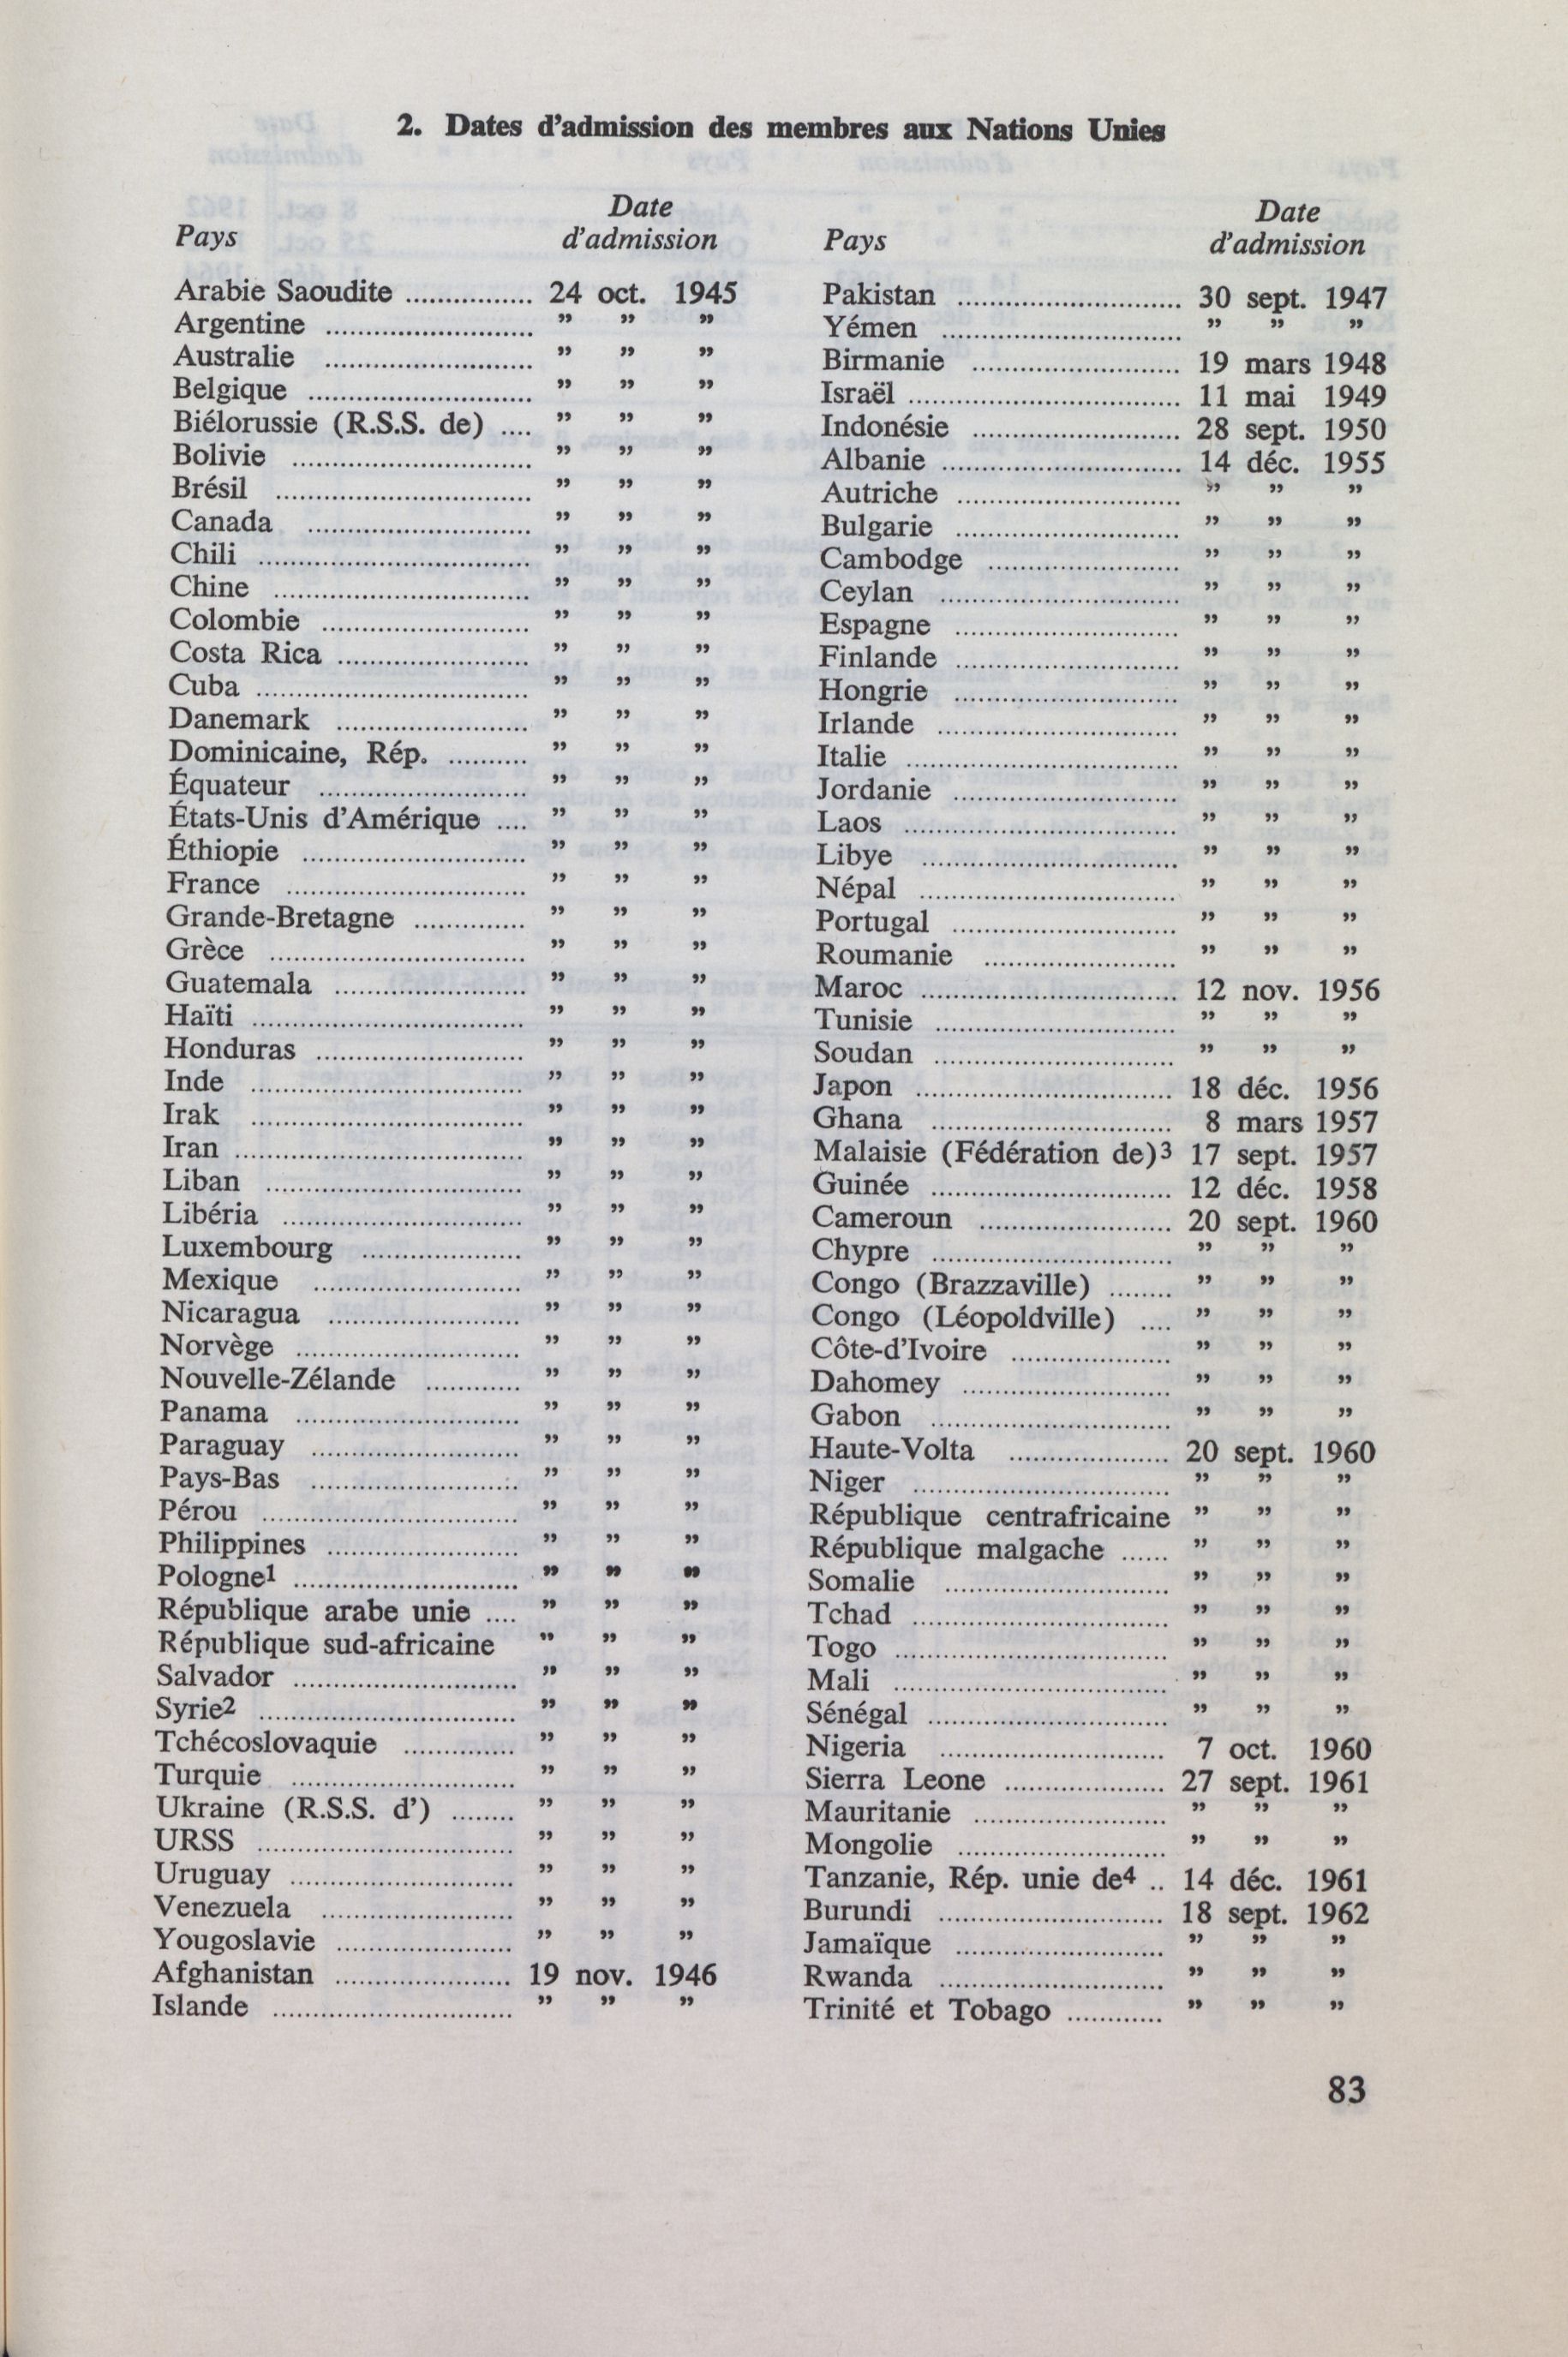 2. Dates d'admission des membres aux Nations Unies
Pays Date d'admission
Arabie Saoudite ................ 24 oct. 1945
Argentine .......................... " " "
Australie .......................... " " "
Belgique ............................ " " "
Biélorussie (R.S.S. de) .... " " "
Bolivie .............................. " " "
Brésil ................................ " " "
Canada ............................ " " "
Chili .................................. " " "
Chine ................................ " " "
Colombie .......................... " " "
Costa Rica ........................ " " "
Cuba .................................. " " "
Danemark ........................ " " "
Dominicaine, Rép. .......... " " "
Équateur .......................... " " "
États-Unis d'Amérique .... " " "
Éthiopie ............................ " " "
France .............................. " " "
Grande-Bretagne .............. " " "
Grèce ................................ " " "
Guatemala ........................ " " "
Haïti .................................. " " "
Honduras .......................... " " "
Inde .................................. " " "
Irak .................................. " " "
Iran .................................... " " "
Liban ................................ " " "
Libéria .............................. " " "
Luxembourg .................... " " "
Mexique .......................... " " "
Nicaragua ........................ " " "
Norvège ............................ " " "
Nouvelle-Zélande ............ " " "
Panama ............................ " " "
Paraguay .......................... " " "
Pays-Bas .......................... " " "
Pérou ................................ " " "
Philippines ........................ " " "
Pologne1 ............................ " " "
République arabe unie .... " " "
République sud-africaine " " "
Salvador ............................ " " "
Syrie2 ................................ " " "
Tchécoslovaquie .............. " " "
Turquie ............................ " " "
Ukraine (R.S.S. d') ........ " " "
URSS ................................ " " "
Uruguay ............................ " " "
Venezuela ........................ " " "
Yougoslavie ...................... " " "
Afghanistan ...................... 19 nov. 1946
Islande .............................. " " "
Pays Date d'admission
Pakistan ............................ 30 sept. 1947
Yémen .............................. " " "
Birmanie .......................... 19 mars 1948
Israël .................................. 11 mai 1949
Indonésie .......................... 28 sept. 1950
Albanie .............................. 14 déc. 1955
Autriche ............................ " " "
Bulgarie ............................ " " "
Cambodge ........................ " " "
Ceylan .............................. " " "
Espagne ............................ " " "
Finlande ............................ " " "
Hongrie ............................ " " "
Irlande .............................. " " "
Italie .................................. " " "
Jordanie ............................ " " "
Laos .................................. " " "
Libye ................................ " " "
Népal ................................ " " "
Portugal ............................ " " "
Roumanie ........................ " " "
Maroc ................................ 12 nov. 1956
Tunisie .............................. " " "
Soudan .............................. " " "
Japon ................................ 18 déc. 1956
Ghana .............................. 8 mars 1957
Malaisie (Fédération de)3 17 sept. 1957
Guinée .............................. 12 déc. 1958
Cameroun ........................ 20 sept. 1960
Chypre .............................. " " "
Congo (Brazzaville) ........ " " "
Congo (Léopoldville) .... " " "
Côte-d'Ivoire .................... " " "
Dahomey .......................... " " "
Gabon .............................. " " "
Haute-Volta .................... 20 sept. 1960
Niger ................................ " " "
République centrafricaine " " "
République malgache ...... " " "
Somalie ............................ " " "
Tchad ................................ " " "
Togo .................................. " " "
Mali .................................. " " "
Sénégal .............................. " " "
Nigeria ............................ 7 oct. 1960
Sierra Leone .................... 27 sept. 1961
Mauritanie ........................ " " "
Mongolie .......................... " " "
Tanzanie, Rép. unie de4 .. 14 déc. 1961
Burundi ............................ 18 sept. 1962
Jamaïque .......................... " " "
Rwanda ............................ " " "
Trinité et Tobago ............ " " "
83